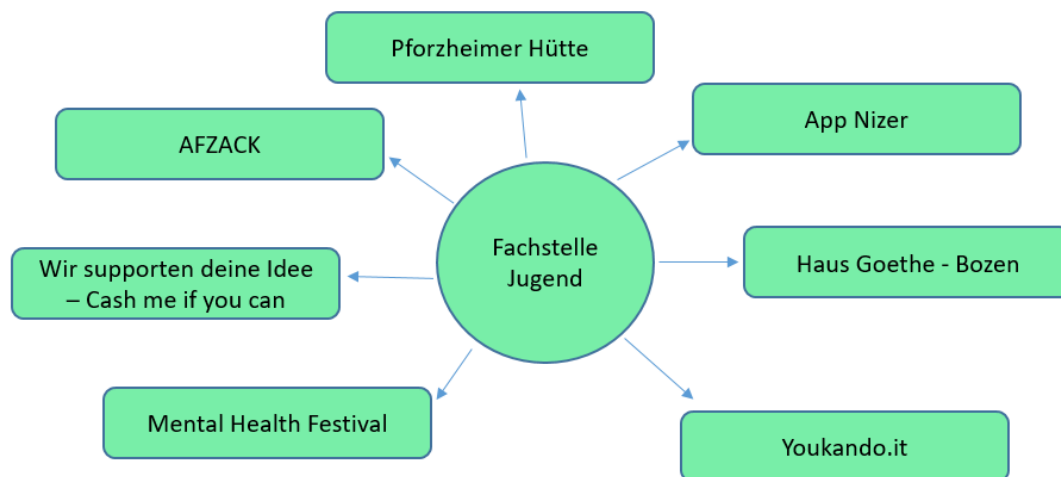 Pforzheimer Hütte
App Nizer
AFZACK
Fachstelle
Jugend
Haus Goethe - Bozen
Wir supporten deine Idee
– Cash me if you can
Mental Health Festival
Youkando.it